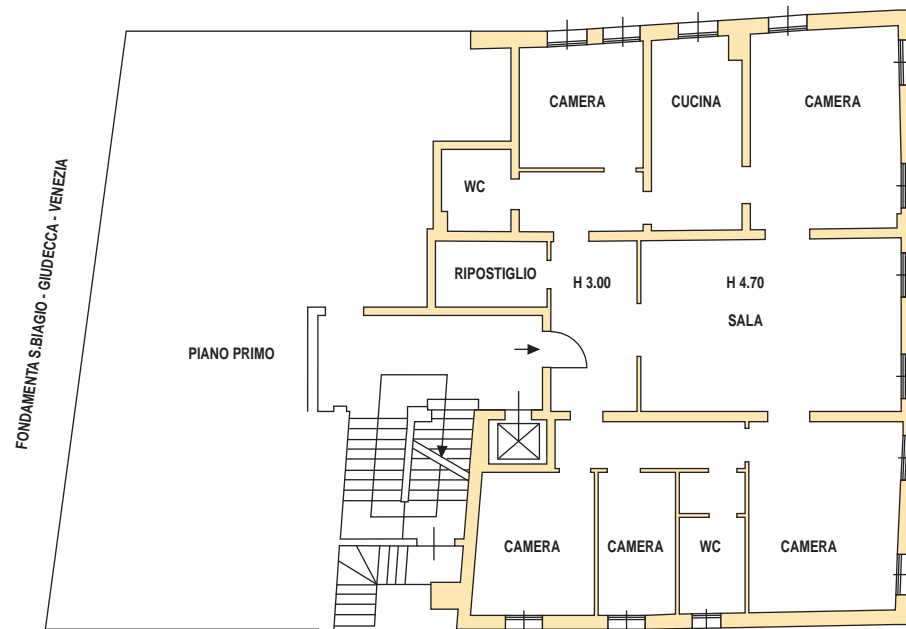 CAMERA
CUCINA
CAMERA
WC
RIPOSTIGLIO
H 3.00
H 4.70
SALA
PIANO PRIMO
FONDAMENTA S.BIAGIO - GIUDECCA - VENEZIA
CAMERA
CAMERA
WC
CAMERA